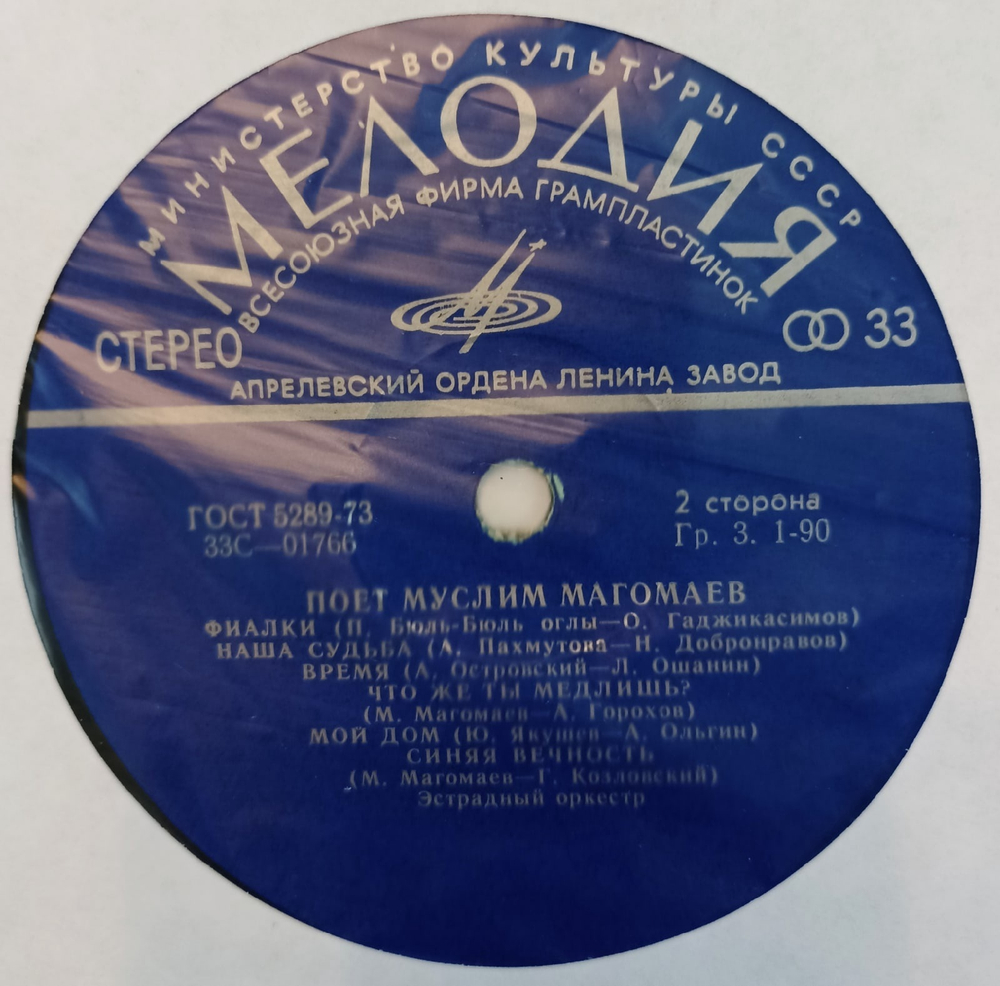 МИНИСТЕРСТВО КУЛЬТУРЫ СССР
МЕЛОДИЯ
ВСЕСОЮЗНАЯ ФИРМА ГРАМПЛАСТИНОК
СТЕРЕО
33
АПРЕЛЕВСКИЙ ОРДЕНА ЛЕНИНА ЗАВОД
ГОСТ 5289-73
2 сторона
33С—01766
Гр. 3. 1-90
ПОЕТ МУСЛИМ МАГОМАЕВ
ФИАЛКИ (П. Бюль-Бюль оглы—О. Гаджикасимов)
НАША СУДЬБА (А. Пахмутова—Н. Добронравов)
ВРЕМЯ (А. Островский—Л. Ошанин)
ЧТО ЖЕ ТЫ МЕДЛИШЬ?
(М. Магомаев—А. Горохов)
МОЙ ДОМ (Ю. Якушев—А. Ольгин)
СИНЯЯ ВЕЧНОСТЬ
(М. Магомаев—Г. Козловский)
Эстрадный оркестр